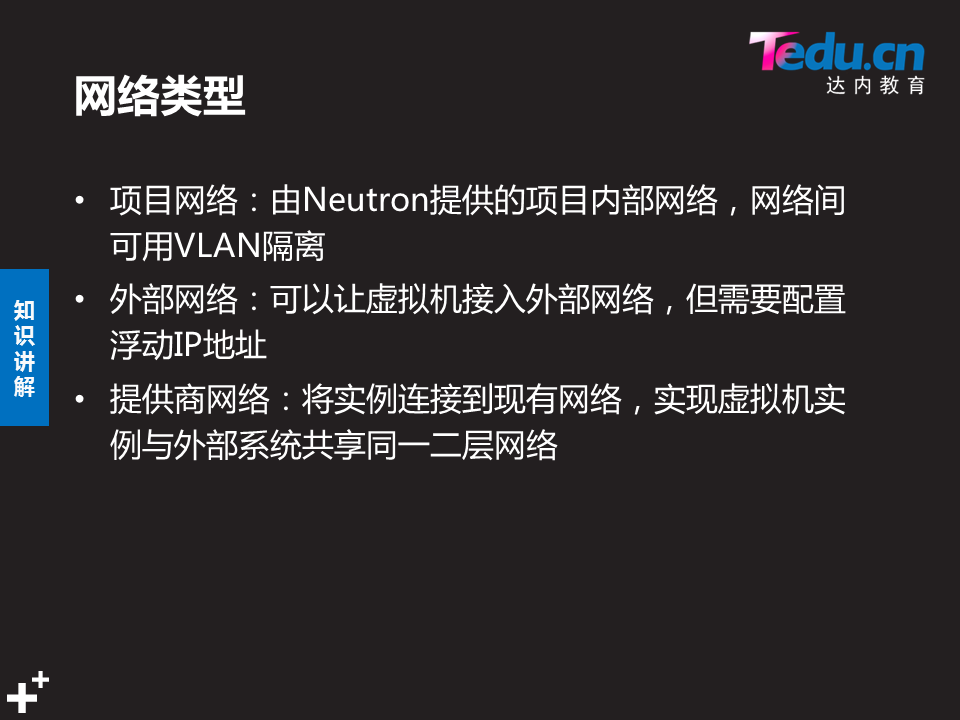 Tedu.cn
达内教育
网络类型
• 项目网络：由Neutron提供的项目内部网络，网络间
可用VLAN隔离
• 外部网络：可以让虚拟机接入外部网络，但需要配置
浮动IP地址
• 提供商网络：将实例连接到现有网络，实现虚拟机实
例与外部系统共享同一二层网络
知识讲解